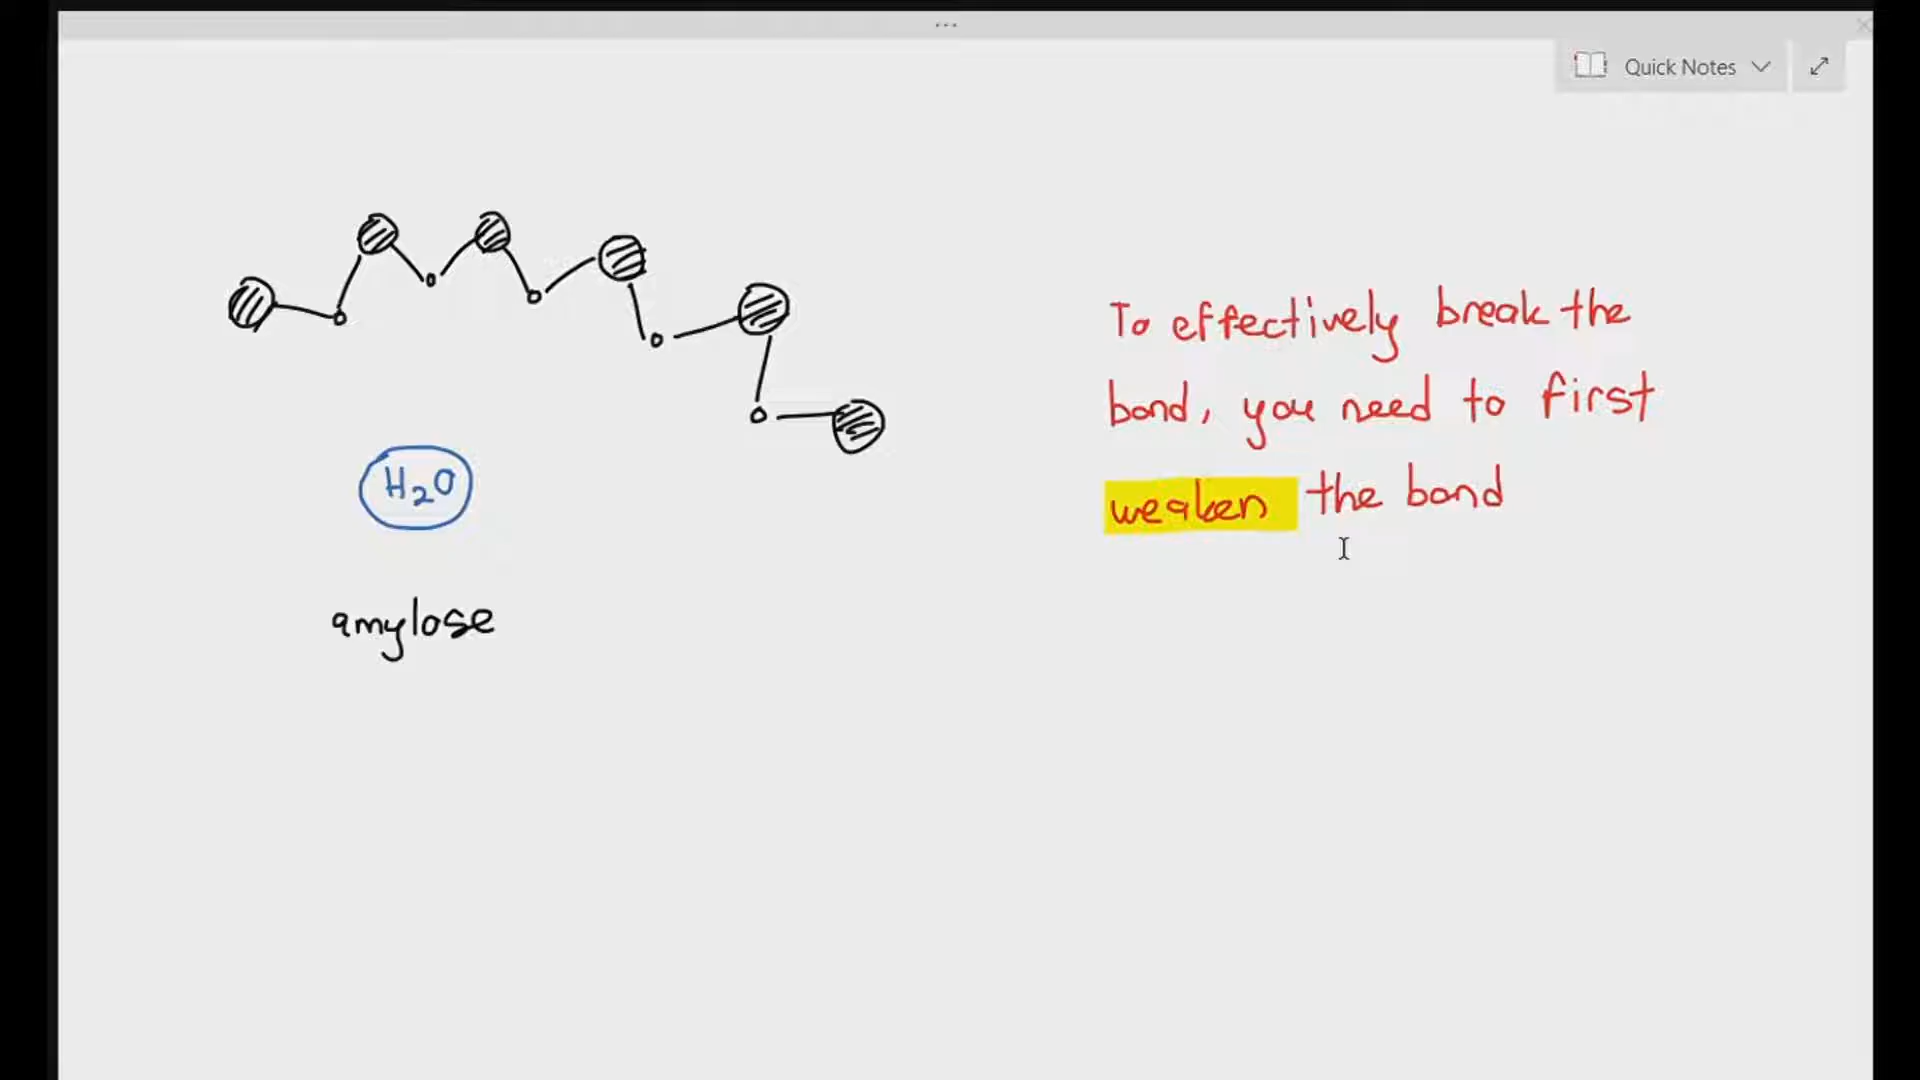 Quick Notes
To effectively break the
bond, you need to first
weaken the bond
H₂O
amylose